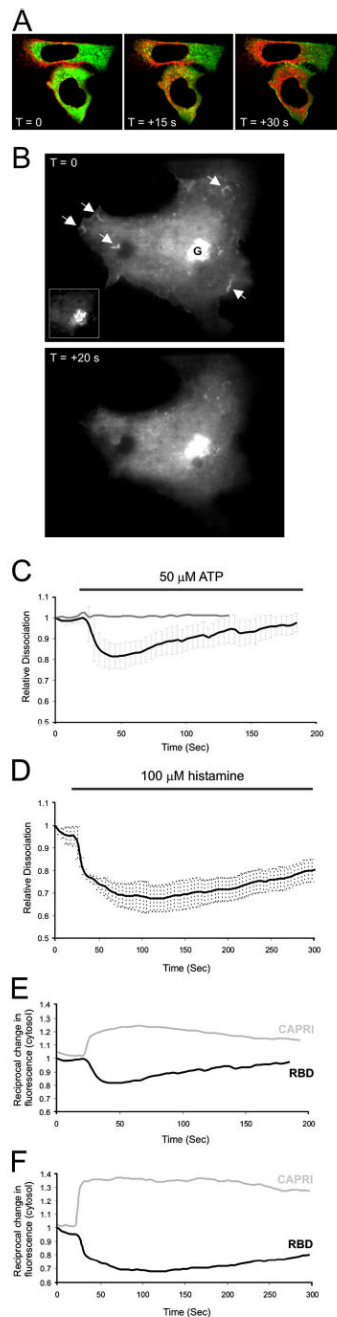 A
T = 0
+15 s
T = +30 s
B
T = 0
G
T = +20 s
C
50 µM ATP
1.1
1
0.9
0.8
0.7
0.6
0.5
Relative Dissociation
50
100
150
200
Time (Sec)
D
100 µM histamine
1.1
1
0.9
0.8
0.7
0.6
0.5
Relative Dissociation
0
50
100
150
200
250
300
Time (Sec)
E
1.4
1.3
1.2
1.1
1
0.9
0.8
0.7
0.6
Reciprocal change in
fluorescence (cytosol)
CAPRI
RBD
0
50
100
150
200
Time (Sec)
F
1.4
1.3
1.2
1.1
1
0.9
0.8
0.7
0.6
Reciprocal change in
fluorescence (cytosol)
CAPRI
RBD
0
50
100
150
200
250
300
Time (Sec)